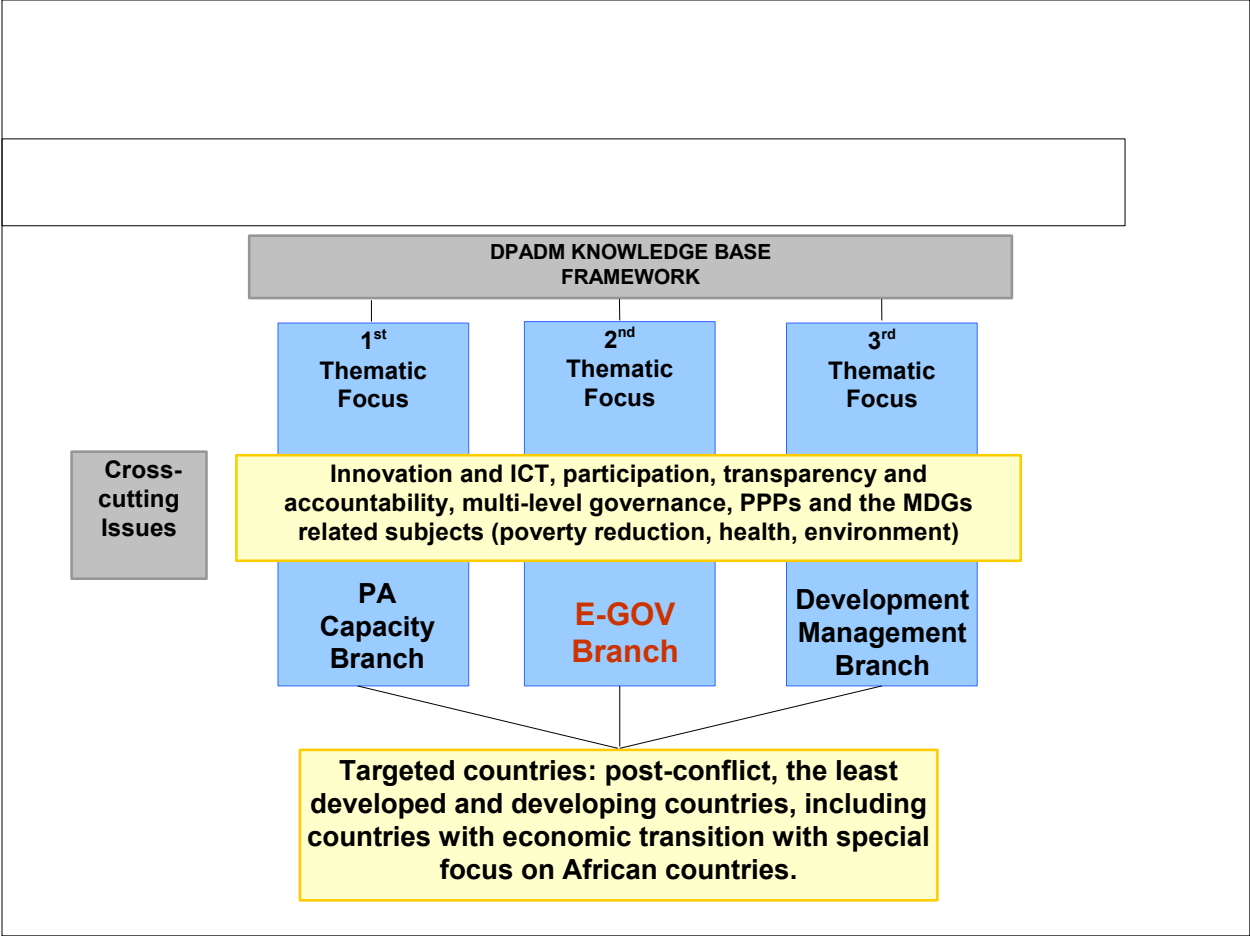 DPADM KNOWLEDGE BASE
FRAMEWORK
1st
Thematic
Focus
2nd
Thematic
Focus
3rd
Thematic
Focus
Cross-
cutting
Issues
Innovation and ICT, participation, transparency and
accountability, multi-level governance, PPPs and the MDGs
related subjects (poverty reduction, health, environment)
PA
Capacity
Branch
E-GOV
Branch
Development
Management
Branch
Targeted countries: post-conflict, the least
developed and developing countries, including
countries with economic transition with special
focus on African countries.